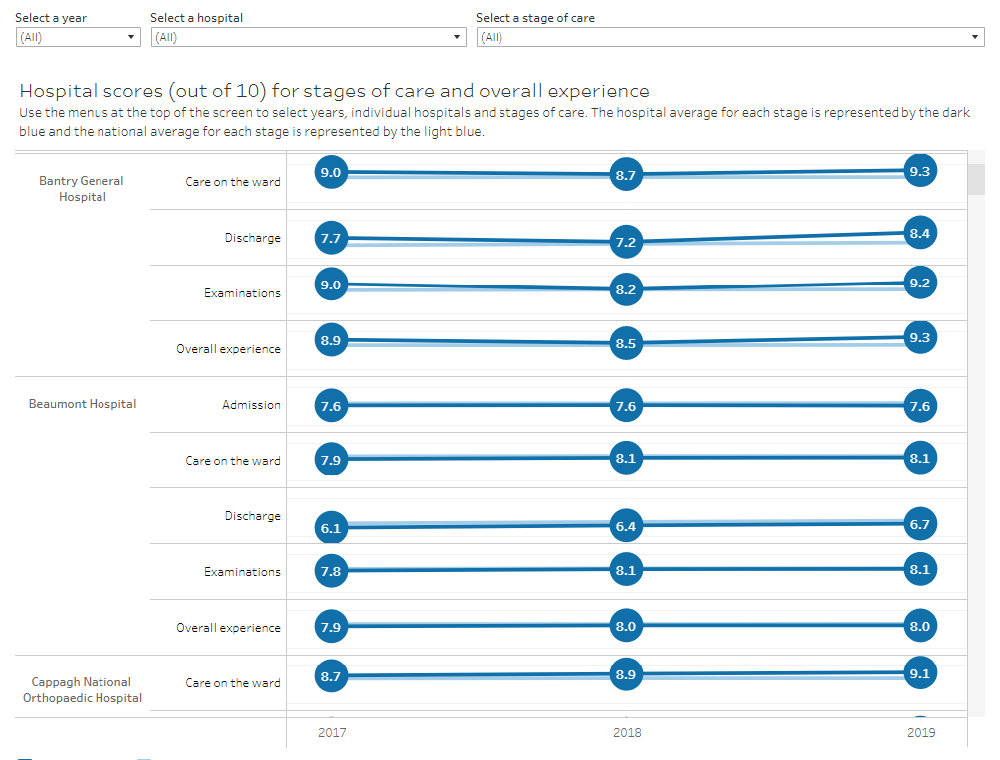 Select a year
Select a hospital
Select a stage of care
(All)
(All)
(All)
Hospital scores (out of 10) for stages of care and overall experience
Use the menus at the top of the screen to select years, individual hospitals and stages of care. The hospital average for each stage is represented by the dark
blue and the national average for each stage is represented by the light blue.
Bantry General
Hospital
Care on the ward
9.0
8.7
9.3
Discharge
7.7
7.2
8.4
Examinations
9.0
8.2
9.2
Overall experience
8.9
8.5
9.3
Beaumont Hospital
Admission
7.6
7.6
7.6
Care on the ward
7.9
8.1
8.1
Discharge
6.1
6.4
6.7
Examinations
7.8
8.1
8.1
Overall experience
7.9
8.0
8.0
Cappagh National
Orthopaedic Hospital
Care on the ward
8.7
8.9
9.1
2017
2018
2019